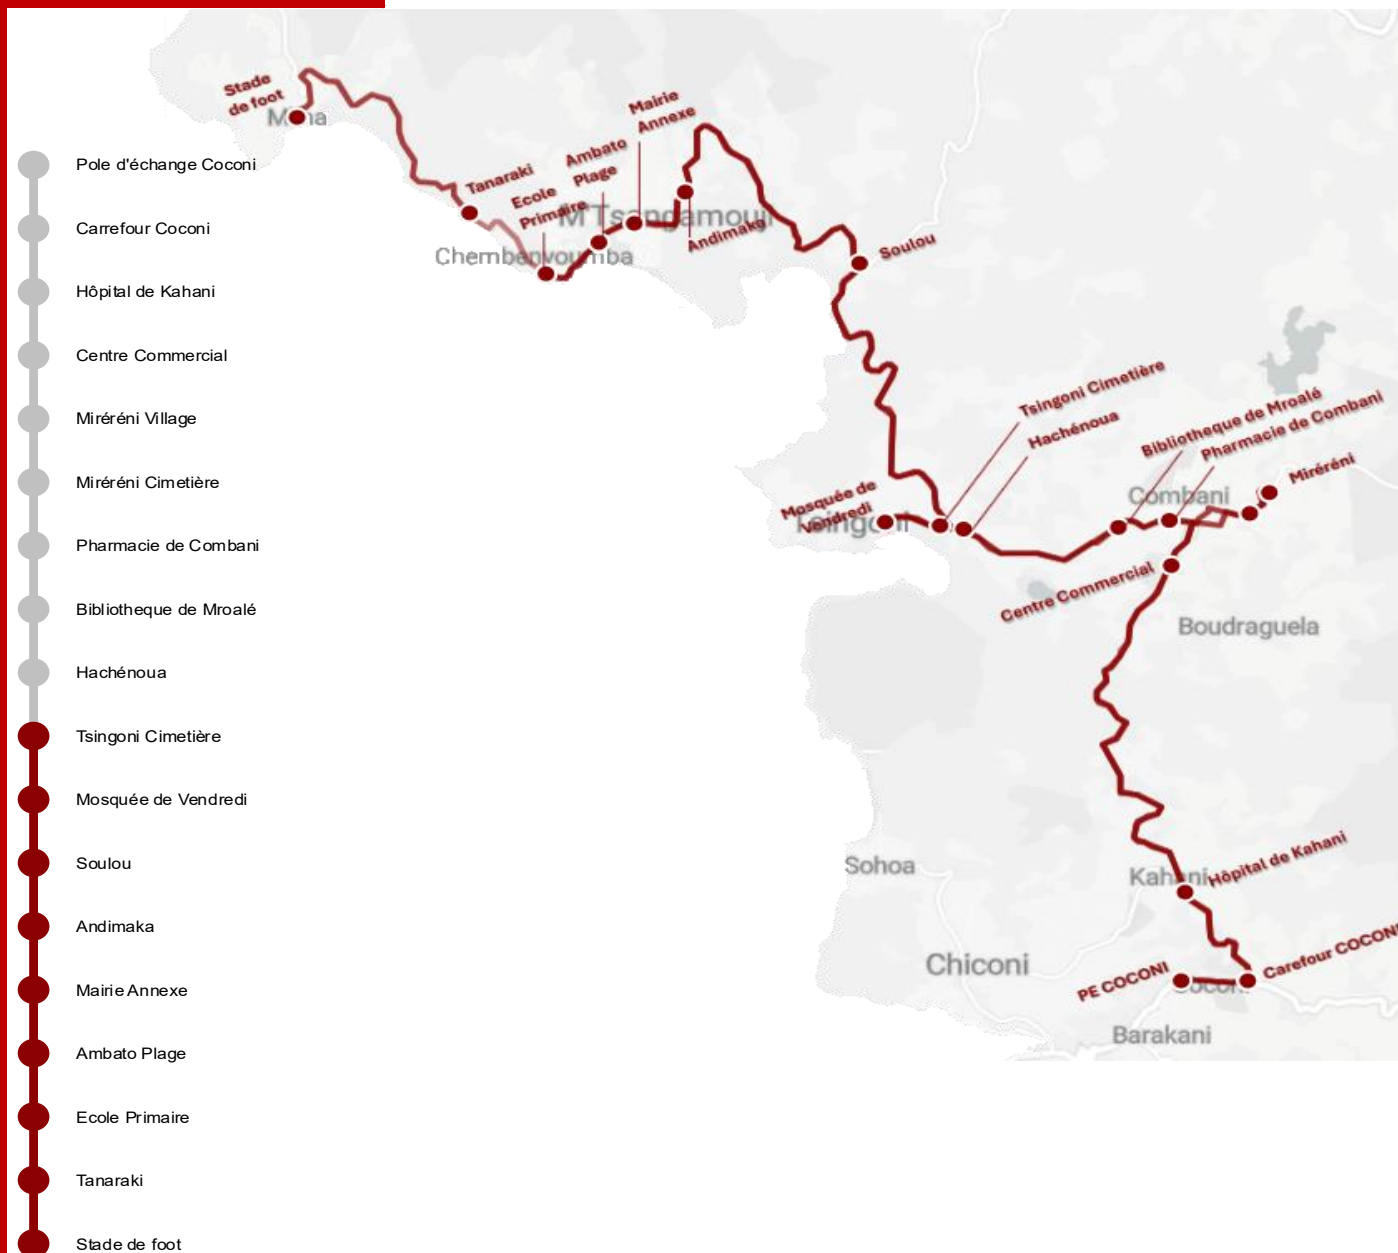 Pole d'échange Coconi
Carrefour Coconi
Hôpital de Kahani
Centre Commercial
Miréréni Village
Miréréni Cimetière
Pharmacie de Combani
Bibliotheque de Mroalé
Hachénoua
Tsingoni Cimetière
Mosquée de Vendredi
Soulou
Andimaka
Mairie Annexe
Ambato Plage
Ecole Primaire
Tanaraki
Stade de foot
Stade
de foot
Mairie
Annexe
Ambato
Plage
Tanaraki
Ecole
Primaire
M'Tsangamouji
Andimaka
Chembenyoumba
Soulou
Tsingoni Cimetière
Hachénoua
Bibliotheque de Mroalé
Pharmacie de Combani
Miréréni
Combani
Mosquée de
Vendredi
Tsingoni
Centre Commercial
Boudraguela
Sohoa
Kahani
Hôpital de Kahani
Chiconi
PE COCONI
Carefour COCONI
Coconi
Barakani